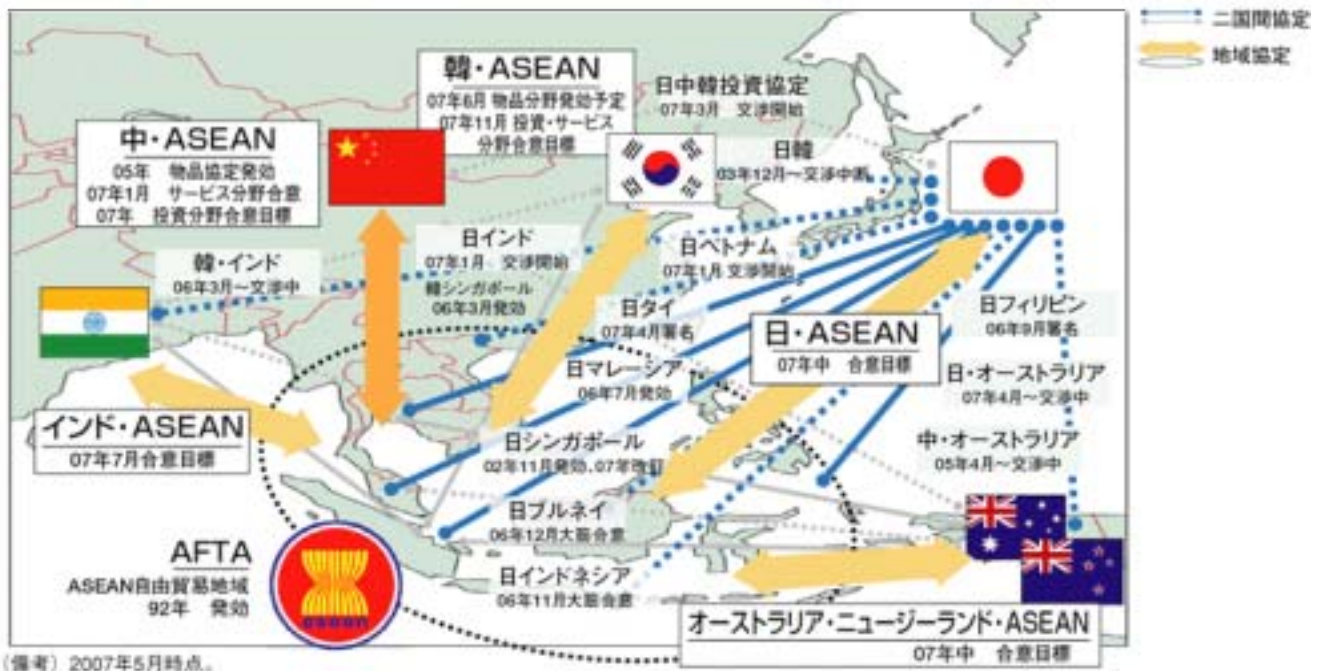 二国間協定
地域協定
韓・ASEAN
07年6月 物品分野発効予定
07年11月 投資・サービス
分野合意目標
日中韓投資協定
07年3月 交渉開始
中・ASEAN
05年 物品協定発効
07年1月 サービス分野合意
07年 投資分野合意目標
日韓
03年12月～交渉中断
韓・インド
06年3月～交渉中
日インド
07年1月 交渉開始
日ベトナム
07年1月 交渉開始
韓シンガポール
06年3月発効
日タイ
07年4月署名
日フィリピン
06年9月署名
日・ASEAN
07年中 合意目標
日マレーシア
06年7月発効
日・オーストラリア
07年4月～交渉中
インド・ASEAN
07年7月合意目標
日シンガポール
02年11月発効、07年改訂
中・オーストラリア
05年4月～交渉中
日ブルネイ
06年12月大筋合意
AFTA
ASEAN自由貿易地域
92年 発効
asean
日インドネシア
06年11月大筋合意
オーストラリア・ニュージーランド・ASEAN
07年中 合意目標
（備考）2007年5月時点。